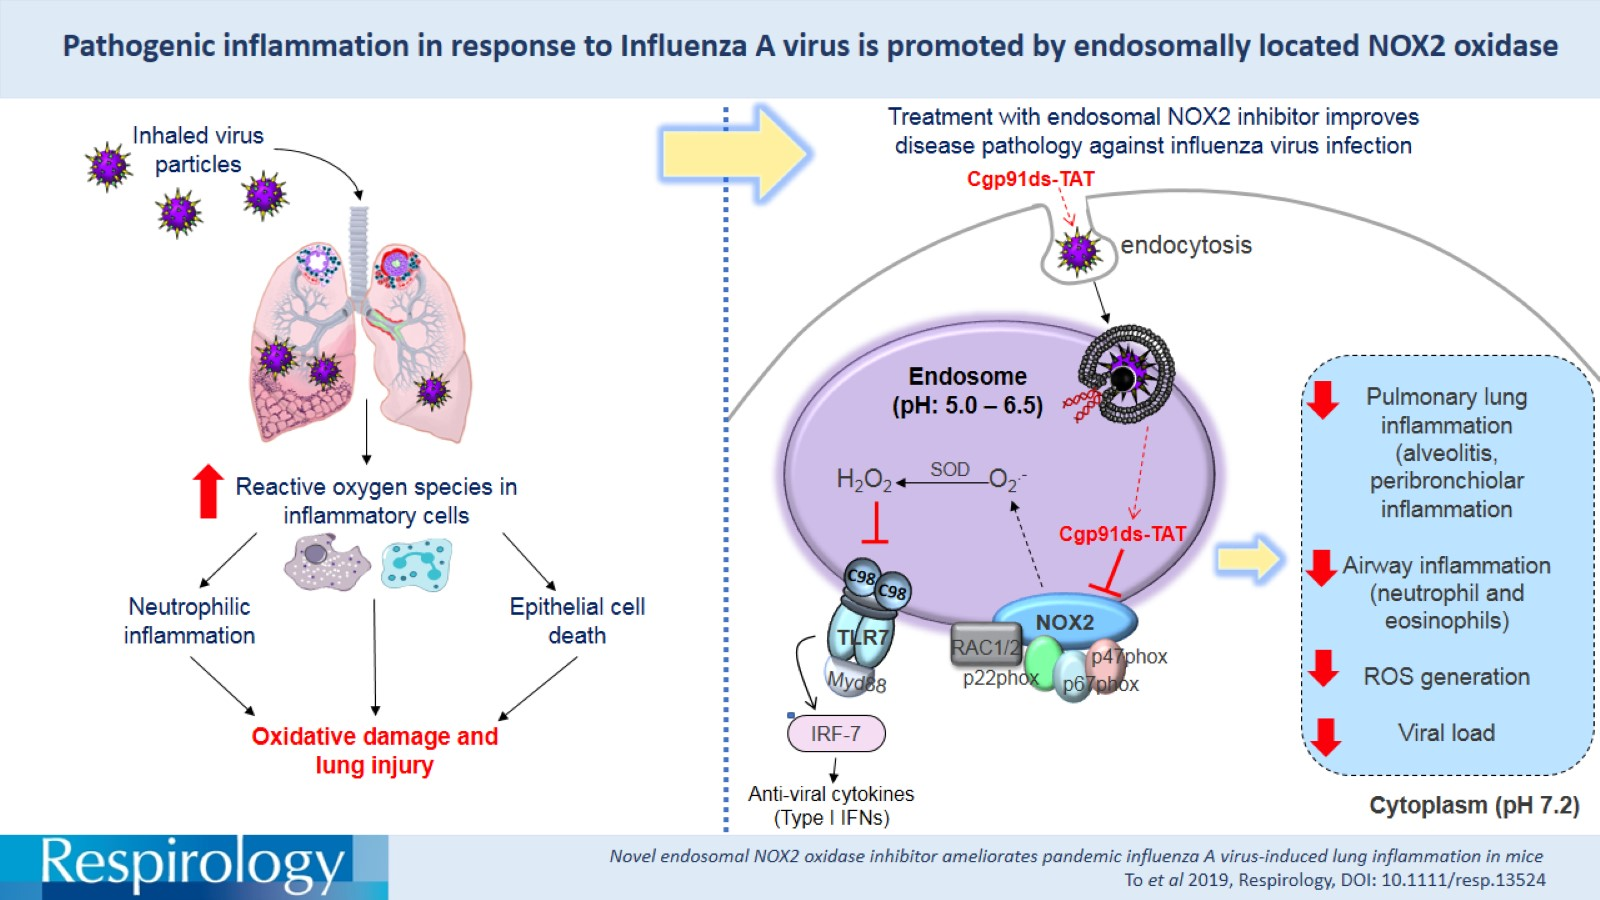 Pathogenic inflammation in response to Influenza A virus is promoted by endosomally located NOX2 oxidase
Inhaled virus
particles
Reactive oxygen species in
inflammatory cells
Neutrophilic
inflammation
Epithelial cell
death
Oxidative damage and
lung injury
Treatment with endosomal NOX2 inhibitor improves
disease pathology against influenza virus infection
Cgp91ds-TAT
endocytosis
Endosome
(pH: 5.0 – 6.5)
H₂O₂
SOD
O₂·-
Cgp91ds-TAT
C98
C98
TLR7
Myd88
NOX2
RAC1/2
p22phox
p47phox
p67phox
IRF-7
Anti-viral cytokines
(Type I IFNs)
Pulmonary lung
inflammation
(alveolitis,
peribronchiolar
inflammation
Airway inflammation
(neutrophil and
eosinophils)
ROS generation
Viral load
Cytoplasm (pH 7.2)
Respirology
Novel endosomal NOX2 oxidase inhibitor ameliorates pandemic influenza A virus-induced lung inflammation in mice
To et al 2019, Respirology, DOI: 10.1111/resp.13524